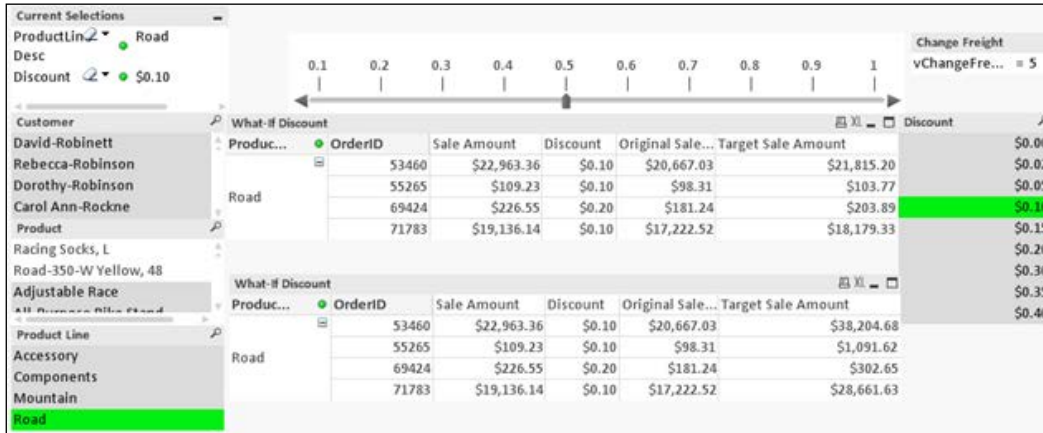 Current Selections
ProductLin Road
Desc
Discount $0.10
0.1 0.2 0.3 0.4 0.5 0.6 0.7 0.8 0.9 1
Change Freight
vChangeFre... = 5
Customer
David-Robinett
Rebecca-Robinson
Dorothy-Robinson
Carol Ann-Rockne
Product
Racing Socks, L
Road-350-W Yellow, 48
Adjustable Race
All-Purpose Bike Stand
Product Line
Accessory
Components
Mountain
Road
What-If Discount XL
Produc... OrderID Sale Amount Discount Original Sale... Target Sale Amount
Road
53460 $22,963.36 $0.10 $20,667.03 $21,815.20
55265 $109.23 $0.10 $98.31 $103.77
69424 $226.55 $0.20 $181.24 $203.89
71783 $19,136.14 $0.10 $17,222.52 $18,179.33
What-If Discount XL
Produc... OrderID Sale Amount Discount Original Sale... Target Sale Amount
Road
53460 $22,963.36 $0.10 $20,667.03 $38,204.68
55265 $109.23 $0.10 $98.31 $1,091.62
69424 $226.55 $0.20 $181.24 $302.65
71783 $19,136.14 $0.10 $17,222.52 $28,661.63
Discount